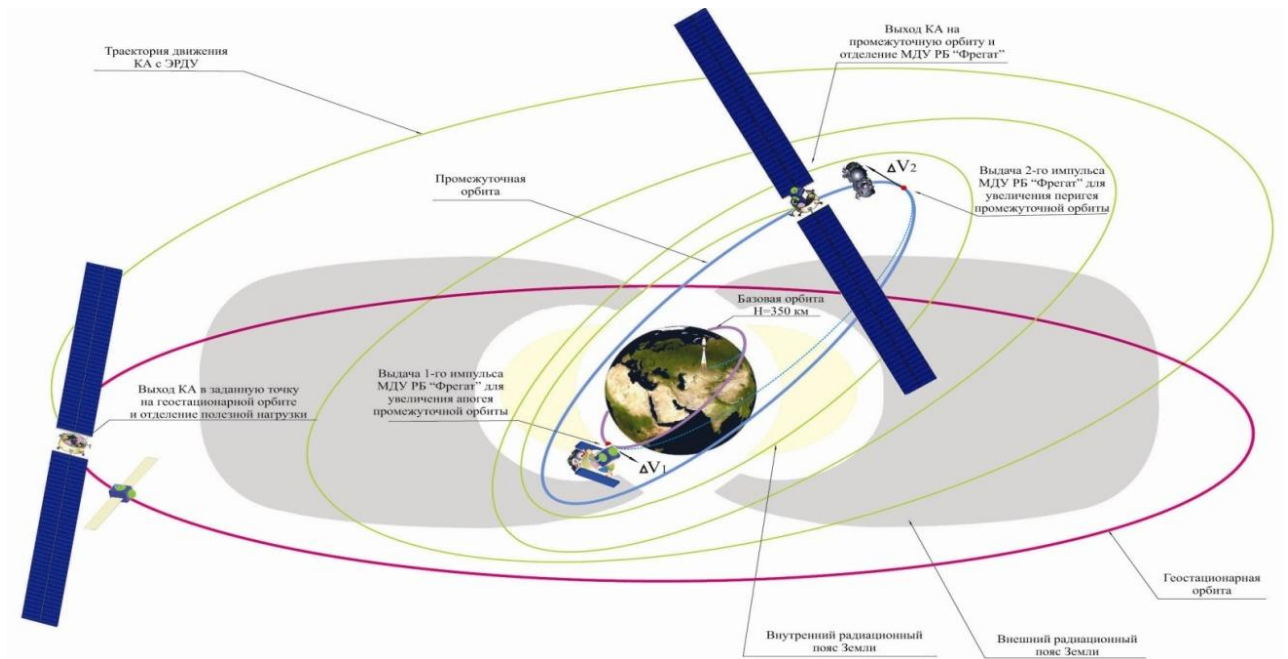 Траектория движения
КА с ЭРДУ
Выход КА на
промежуточную орбиту и
отделение МДУ РБ “Фрегат”
Промежуточная
орбита
ΔV2
Выдача 2-го импульса
МДУ РБ “Фрегат” для
увеличения перигея
промежуточной орбиты
Базовая орбита
H=350 км
Выдача 1-го импульса
МДУ РБ “Фрегат” для
увеличения апогея
промежуточной орбиты
Выход КА в заданную точку
на геостационарной орбите
и отделение полезной нагрузки
ΔV1
Геостационарная
орбита
Внутренний радиационный
пояс Земли
Внешний радиационный
пояс Земли